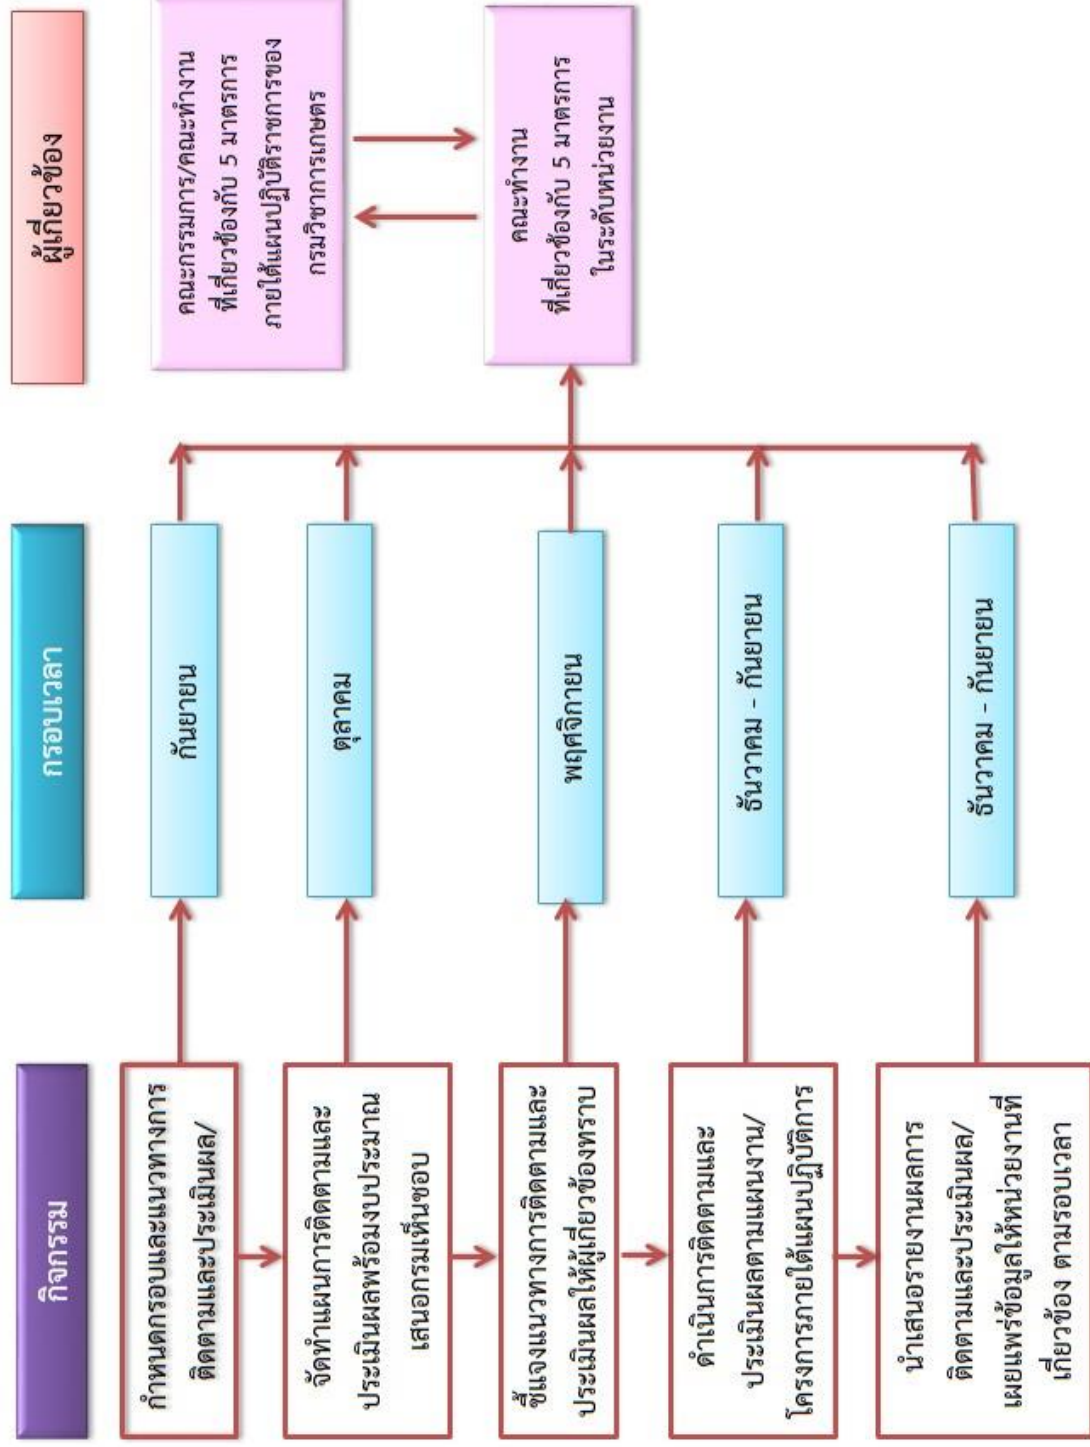 กิจกรรม
กรอบเวลา
ผู้เกี่ยวข้อง
กำหนดกรอบและแนวทางการ
ติดตามและประเมินผล/
กันยายน
คณะกรรมการ/คณะทำงาน
ที่เกี่ยวข้องกับ 5 มาตรการ
ภายใต้แผนปฏิบัติราชการของ
กรมวิชาการเกษตร
จัดทำแผนการติดตามและ
ประเมินผลพร้อมงบประมาณ
เสนอกรมเห็นชอบ
ตุลาคม
ชี้แจงแนวทางการติดตามและ
ประเมินผลให้ผู้เกี่ยวข้องทราบ
พฤศจิกายน
คณะทำงาน
ที่เกี่ยวข้องกับ 5 มาตรการ
ในระดับหน่วยงาน
ดำเนินการติดตามและ
ประเมินผลตามแผนงาน/
โครงการภายใต้แผนปฏิบัติการ
ธันวาคม - กันยายน
นำเสนอรายงานผลการ
ติดตามและประเมินผล/
เผยแพร่ข้อมูลให้หน่วยงานที่
เกี่ยวข้อง ตามรอบเวลา
ธันวาคม - กันยายน